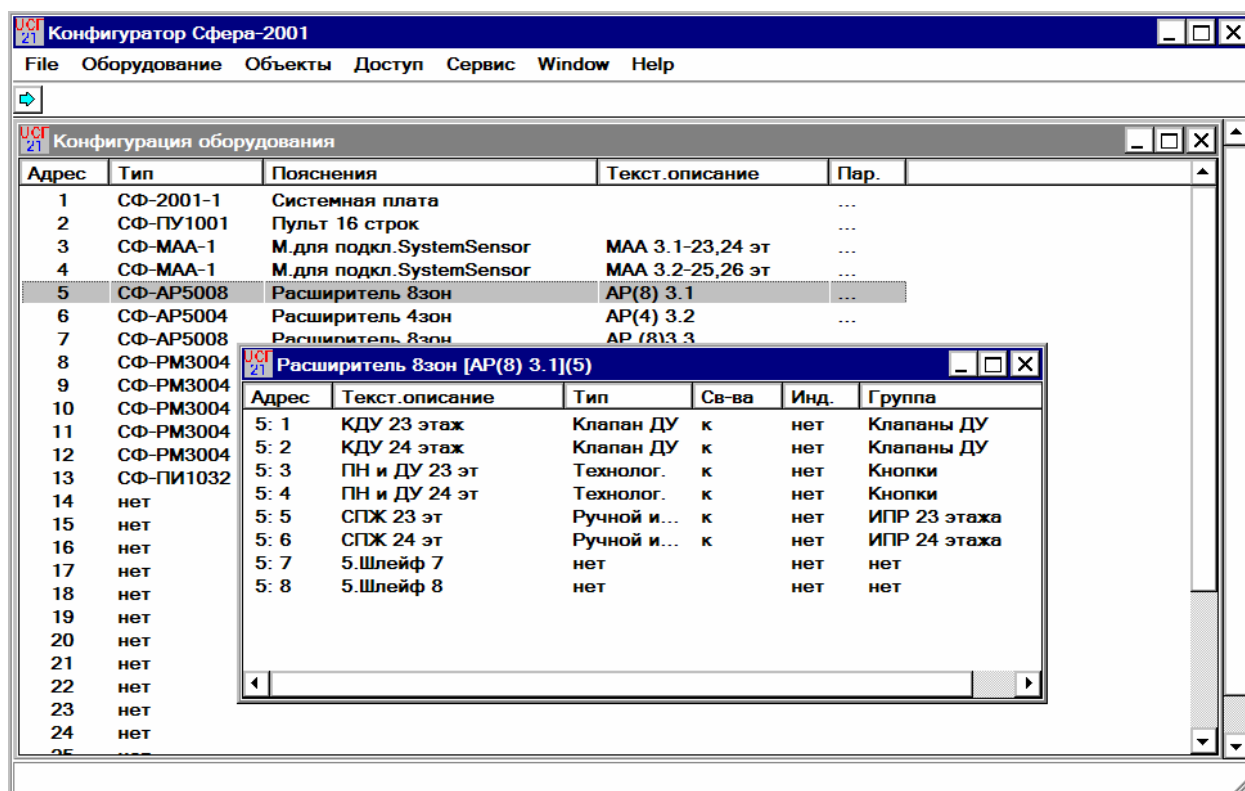 UCГ 21 Конфигуратор Сфера-2001
File Оборудование Объекты Доступ Сервис Window Help
UCГ 21 Конфигурация оборудования
Адрес Тип Пояснения Текст.описание Пар.
1 СФ-2001-1 Системная плата ...
2 СФ-ПУ1001 Пульт 16 строк ...
3 СФ-МАА-1 М.для подкл.SystemSensor МАА 3.1-23,24 эт ...
4 СФ-МАА-1 М.для подкл.SystemSensor МАА 3.2-25,26 эт ...
5 СФ-АР5008 Расширитель 8зон АР(8) 3.1 ...
6 СФ-АР5004 Расширитель 4зон АР(4) 3.2 ...
7 СФ-АР5008 Расширитель 8зон АР (8)3.3
8 СФ-РМ3004
9 СФ-РМ3004
10 СФ-РМ3004
11 СФ-РМ3004
12 СФ-РМ3004
13 СФ-ПИ1032
14 нет
15 нет
16 нет
17 нет
18 нет
19 нет
20 нет
21 нет
22 нет
23 нет
24 нет
UCГ 21 Расширитель 8зон [АР(8) 3.1](5)
Адрес Текст.описание Тип Св-ва Инд. Группа
5: 1 КДУ 23 этаж Клапан ДУ к нет Клапаны ДУ
5: 2 КДУ 24 этаж Клапан ДУ к нет Клапаны ДУ
5: 3 ПН и ДУ 23 эт Технолог. к нет Кнопки
5: 4 ПН и ДУ 24 эт Технолог. к нет Кнопки
5: 5 СПЖ 23 эт Ручной и... к нет ИПР 23 этажа
5: 6 СПЖ 24 эт Ручной и... к нет ИПР 24 этажа
5: 7 5.Шлейф 7 нет нет нет
5: 8 5.Шлейф 8 нет нет нет